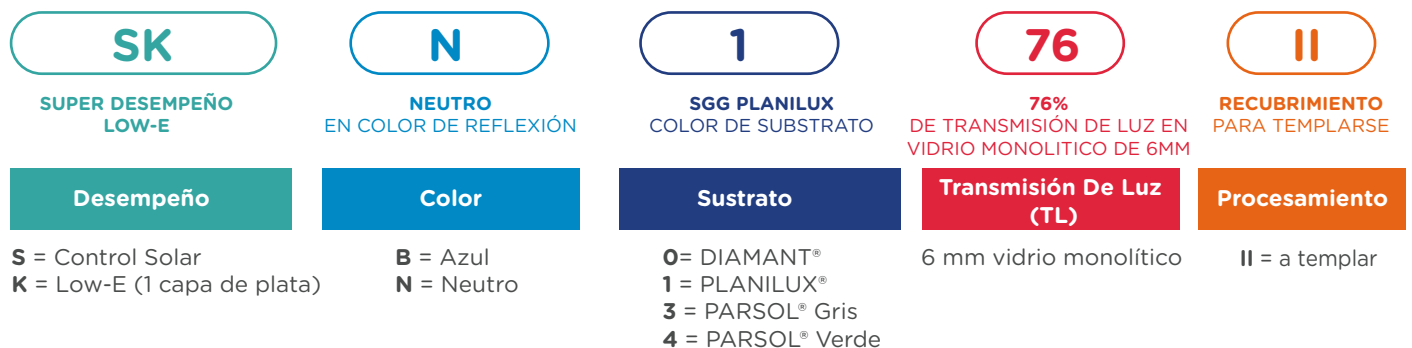 SK
N
1
76
II
SUPER DESEMPEÑO
LOW-E
NEUTRO
EN COLOR DE REFLEXIÓN
SGG PLANILUX
COLOR DE SUBSTRATO
76%
DE TRANSMISIÓN DE LUZ EN
VIDRIO MONOLITICO DE 6MM
RECUBRIMIENTO
PARA TEMPLARSE
Desempeño
Color
Sustrato
Transmisión De Luz
(TL)
Procesamiento
S = Control Solar
K = Low-E (1 capa de plata)
B = Azul
N = Neutro
0= DIAMANT®
1 = PLANILUX®
3 = PARSOL® Gris
4 = PARSOL® Verde
6 mm vidrio monolítico
II = a templar